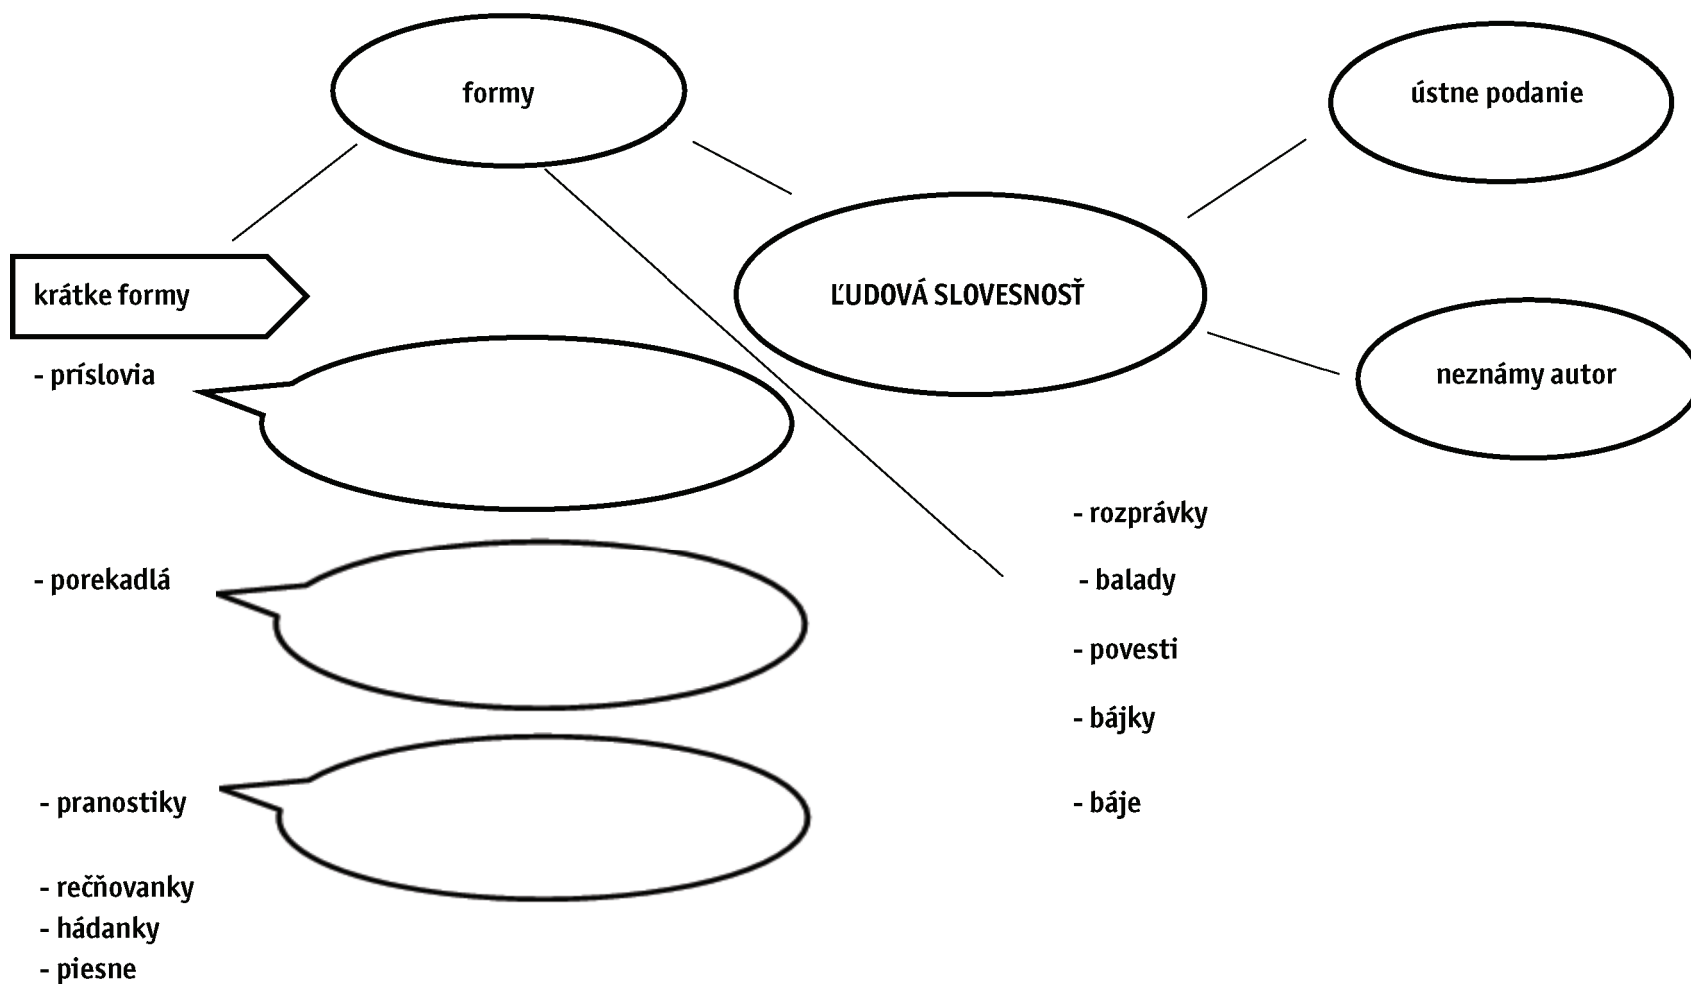 formy
ústne podanie
krátke formy
ĽUDOVÁ SLOVESNOSŤ
neznámy autor
- príslovia
- porekadlá
- pranostiky
- rečňovanky
- hádanky
- piesne
- rozprávky
- balady
- povesti
- bájky
- báje